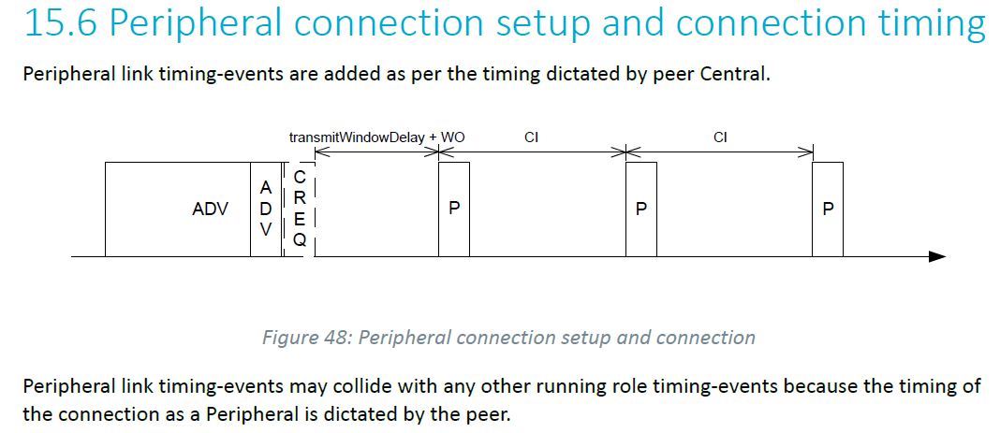 15.6 Peripheral connection setup and connection timing
Peripheral link timing-events are added as per the timing dictated by peer Central.
transmitWindowDelay + WO
CI
CI
ADV
ADV
CREQ
P
P
P
Figure 48: Peripheral connection setup and connection
Peripheral link timing-events may collide with any other running role timing-events because the timing of
the connection as a Peripheral is dictated by the peer.